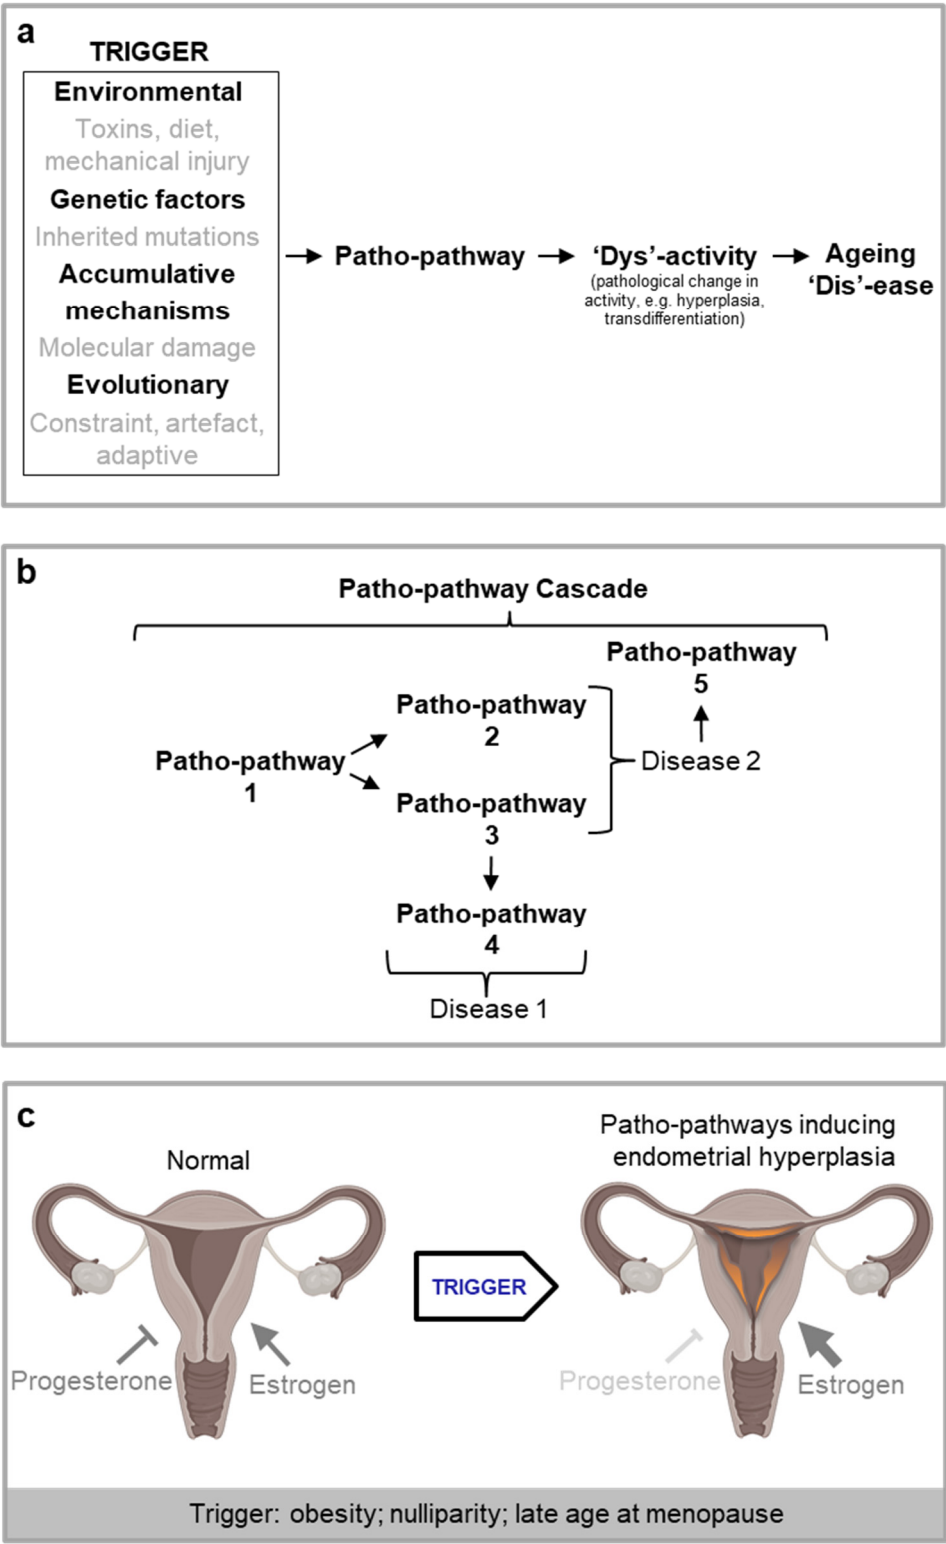 a
TRIGGER
Environmental
Toxins, diet,
mechanical injury
Genetic factors
Inherited mutations
Accumulative
mechanisms
Molecular damage
Evolutionary
Constraint, artefact,
adaptive
Patho-pathway
‘Dys’-activity
(pathological change in
activity, e.g. hyperplasia,
transdifferentiation)
Ageing
‘Dis’-ease
b
Patho-pathway Cascade
Patho-pathway
1
Patho-pathway
2
Patho-pathway
3
Patho-pathway
4
Disease 1
Disease 2
Patho-pathway
5
c
Normal
Progesterone
Estrogen
TRIGGER
Patho-pathways inducing
endometrial hyperplasia
Progesterone
Estrogen
Trigger: obesity; nulliparity; late age at menopause